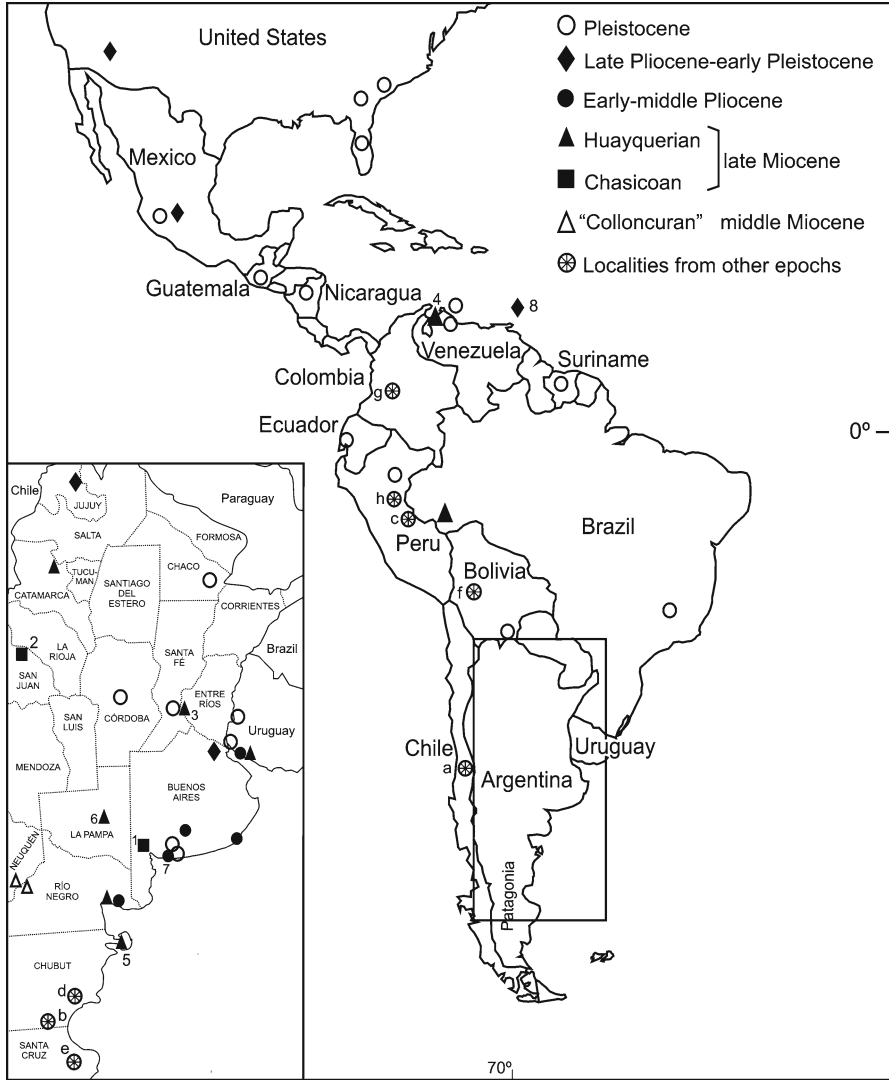 United States
Mexico
Guatemala
Nicaragua
4
8
Venezuela
Suriname
Colombia
g
Ecuador
0º
h
c
Peru
Brazil
Bolivia
f
Chile
a
Argentina
Uruguay
Patagonia
70º
Pleistocene
Late Pliocene-early Pleistocene
Early-middle Pliocene
Huayquerian
late Miocene
Chasicoan
“Colloncuran” middle Miocene
Localities from other epochs
Chile
Paraguay
JUJUY
SALTA
FORMOSA
CHACO
TUCU-
MAN
CATAMARCA
SANTIAGO
DEL
ESTERO
CORRIENTES
2
LA
RIOJA
Brazil
SAN
JUAN
SANTA
FÉ
ENTRE
RÍOS
3
CÓRDOBA
SAN
LUIS
Uruguay
MENDOZA
BUENOS
AIRES
6
LA PAMPA
1
7
NEUQUÉN
RÍO
NEGRO
5
CHUBUT
d
b
SANTA
CRUZ
e